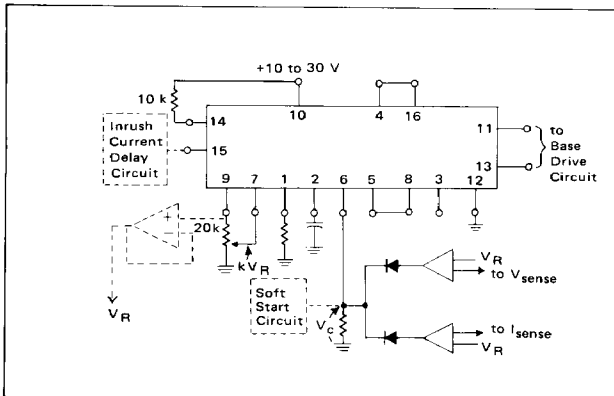 +10 to 30 V
10 k
14
10
4
16
11
Inrush
Current
Delay
Circuit
15
13
to
Base
Drive
Circuit
9
7
1
2
6
5
8
3
12
+
−
20k
kVR
VR
Soft
Start
Circuit
VC
VR
to Vsense
to Isense
VR